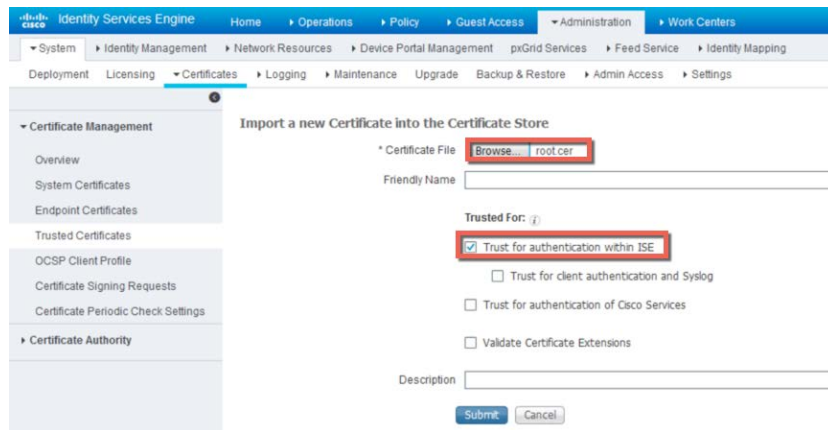 cisco Identity Services Engine Home Operations Policy Guest Access Administration Work Centers
System Identity Management Network Resources Device Portal Management pxGrid Services Feed Service Identity Mapping
Deployment Licensing Certificates Logging Maintenance Upgrade Backup & Restore Admin Access Settings
Certificate Management
Overview
System Certificates
Endpoint Certificates
Trusted Certificates
OCSP Client Profile
Certificate Signing Requests
Certificate Periodic Check Settings
Certificate Authority
Import a new Certificate into the Certificate Store
* Certificate File Browse... root.cer
Friendly Name
Trusted For: i
Trust for authentication within ISE
Trust for client authentication and Syslog
Trust for authentication of Cisco Services
Validate Certificate Extensions
Description
Submit Cancel